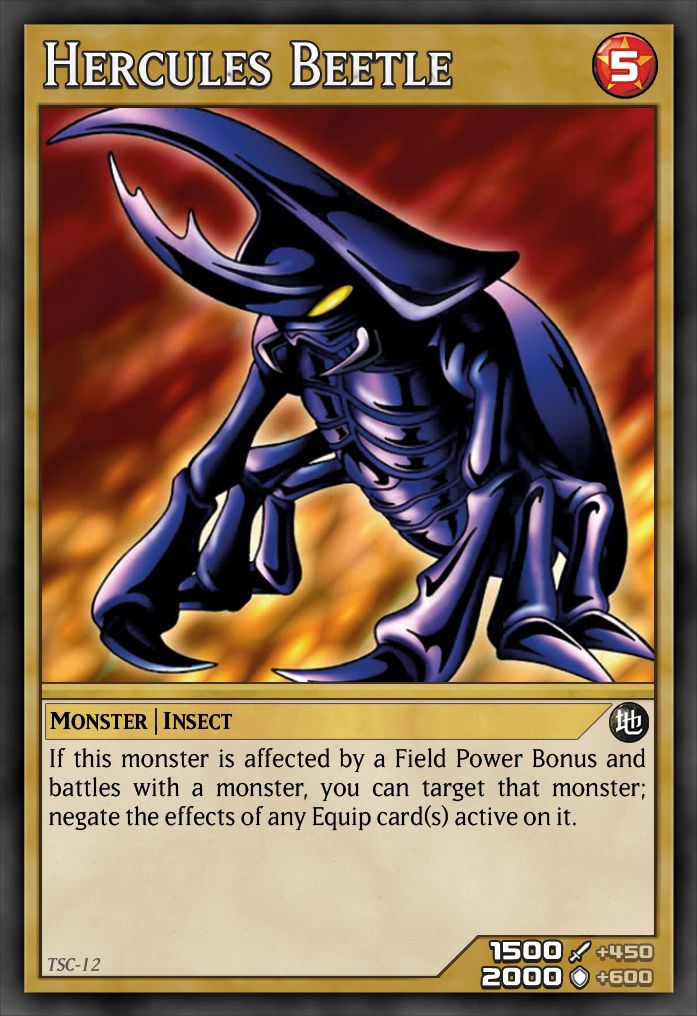 Hercules Beetle
5
Monster | Insect
If this monster is affected by a Field Power Bonus and
battles with a monster, you can target that monster;
negate the effects of any Equip card(s) active on it.
1500 +450
TSC-12
2000 +600